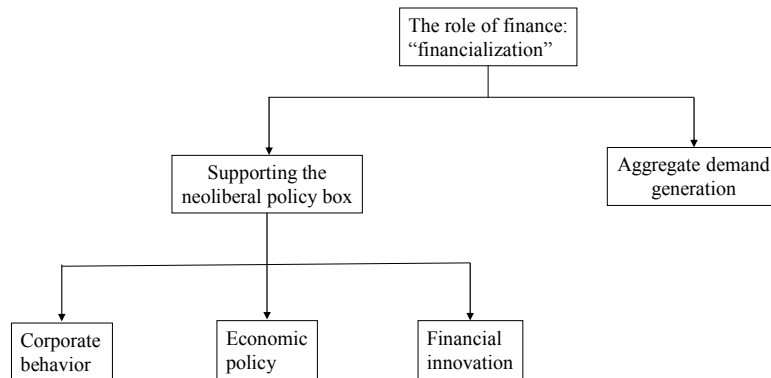 The role of finance:
“financialization”
Supporting the
neoliberal policy box
Aggregate demand
generation
Corporate
behavior
Economic
policy
Financial
innovation